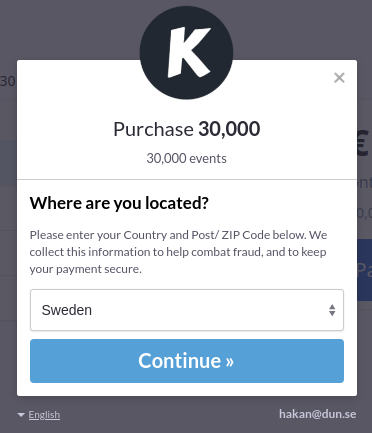 K
30
×
Purchase 30,000
30,000 events
Where are you located?
Please enter your Country and Post/ ZIP Code below. We
collect this information to help combat fraud, and to keep
your payment secure.
Sweden
Continue »
English
hakan@dun.se
€
Pa